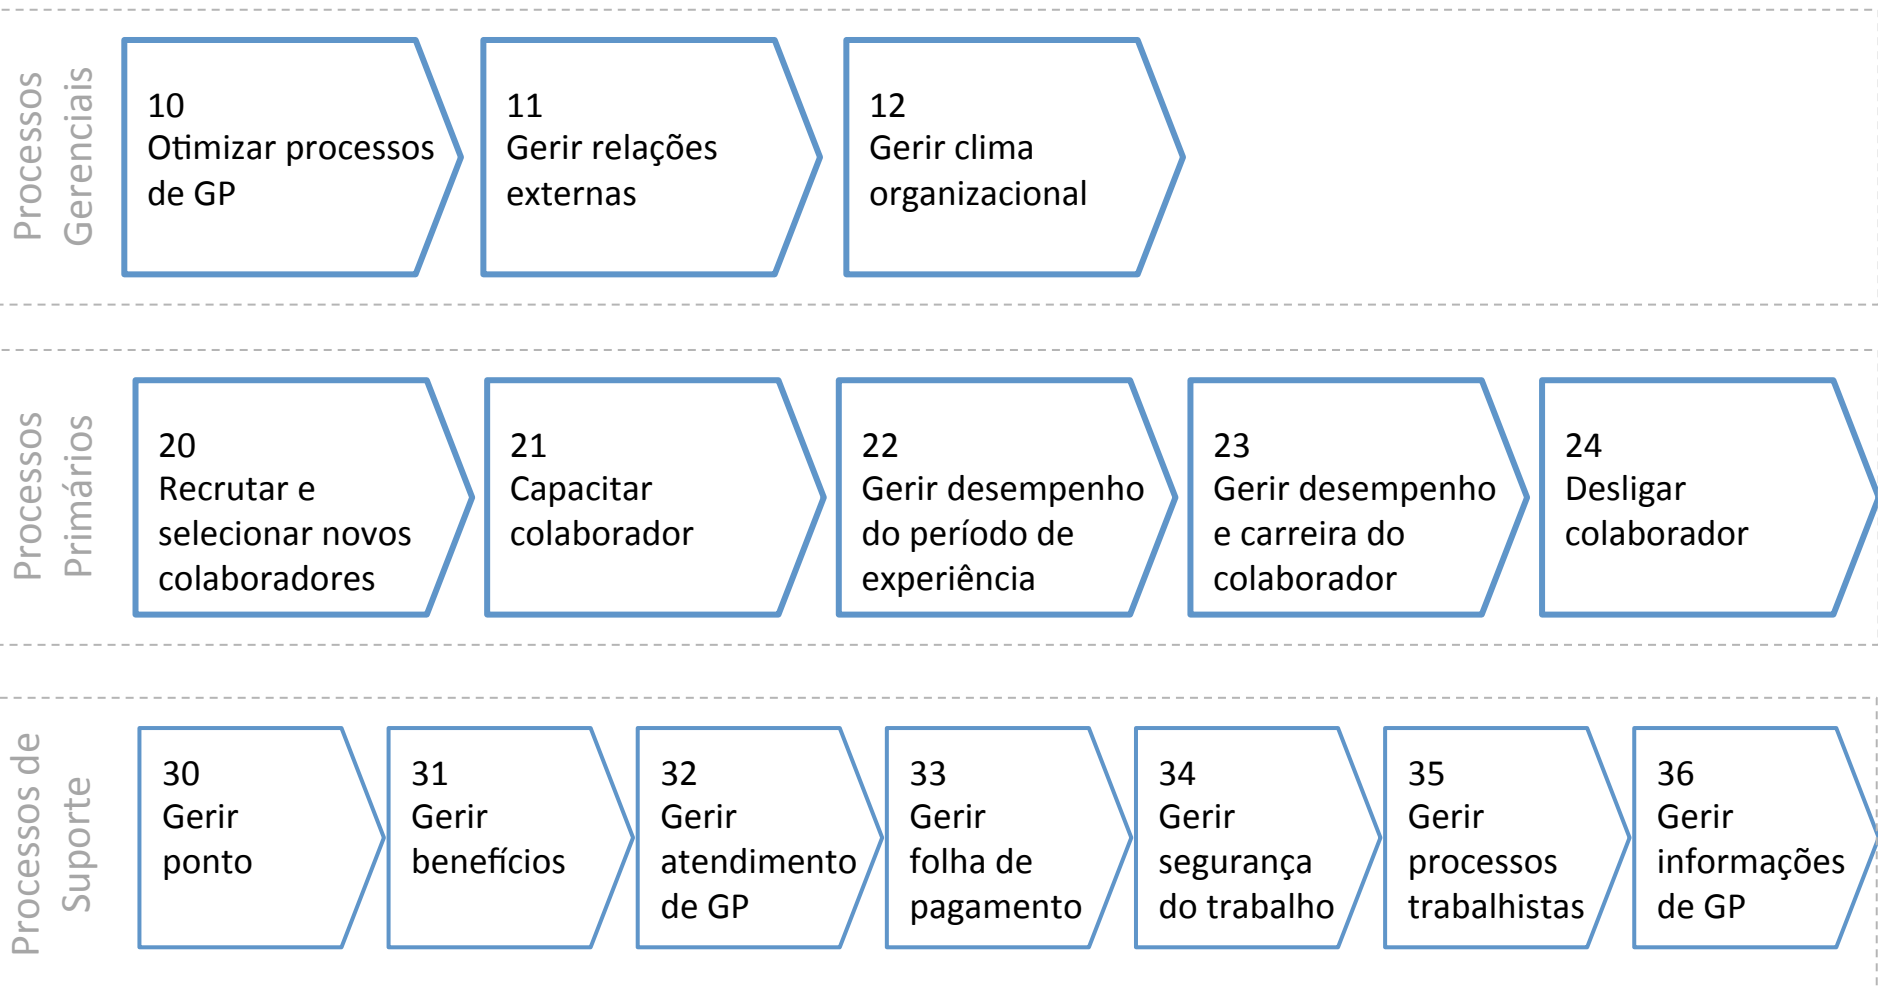 Processos
Gerenciais
10
Otimizar processos
de GP
11
Gerir relações
externas
12
Gerir clima
organizacional
Processos
Primários
20
Recrutar e
selecionar novos
colaboradores
21
Capacitar
colaborador
22
Gerir desempenho
do período de
experiência
23
Gerir desempenho
e carreira do
colaborador
24
Desligar
colaborador
Processos de
Suporte
30
Gerir
ponto
31
Gerir
benefícios
32
Gerir
atendimento
de GP
33
Gerir
folha de
pagamento
34
Gerir
segurança
do trabalho
35
Gerir
processos
trabalhistas
36
Gerir
informações
de GP